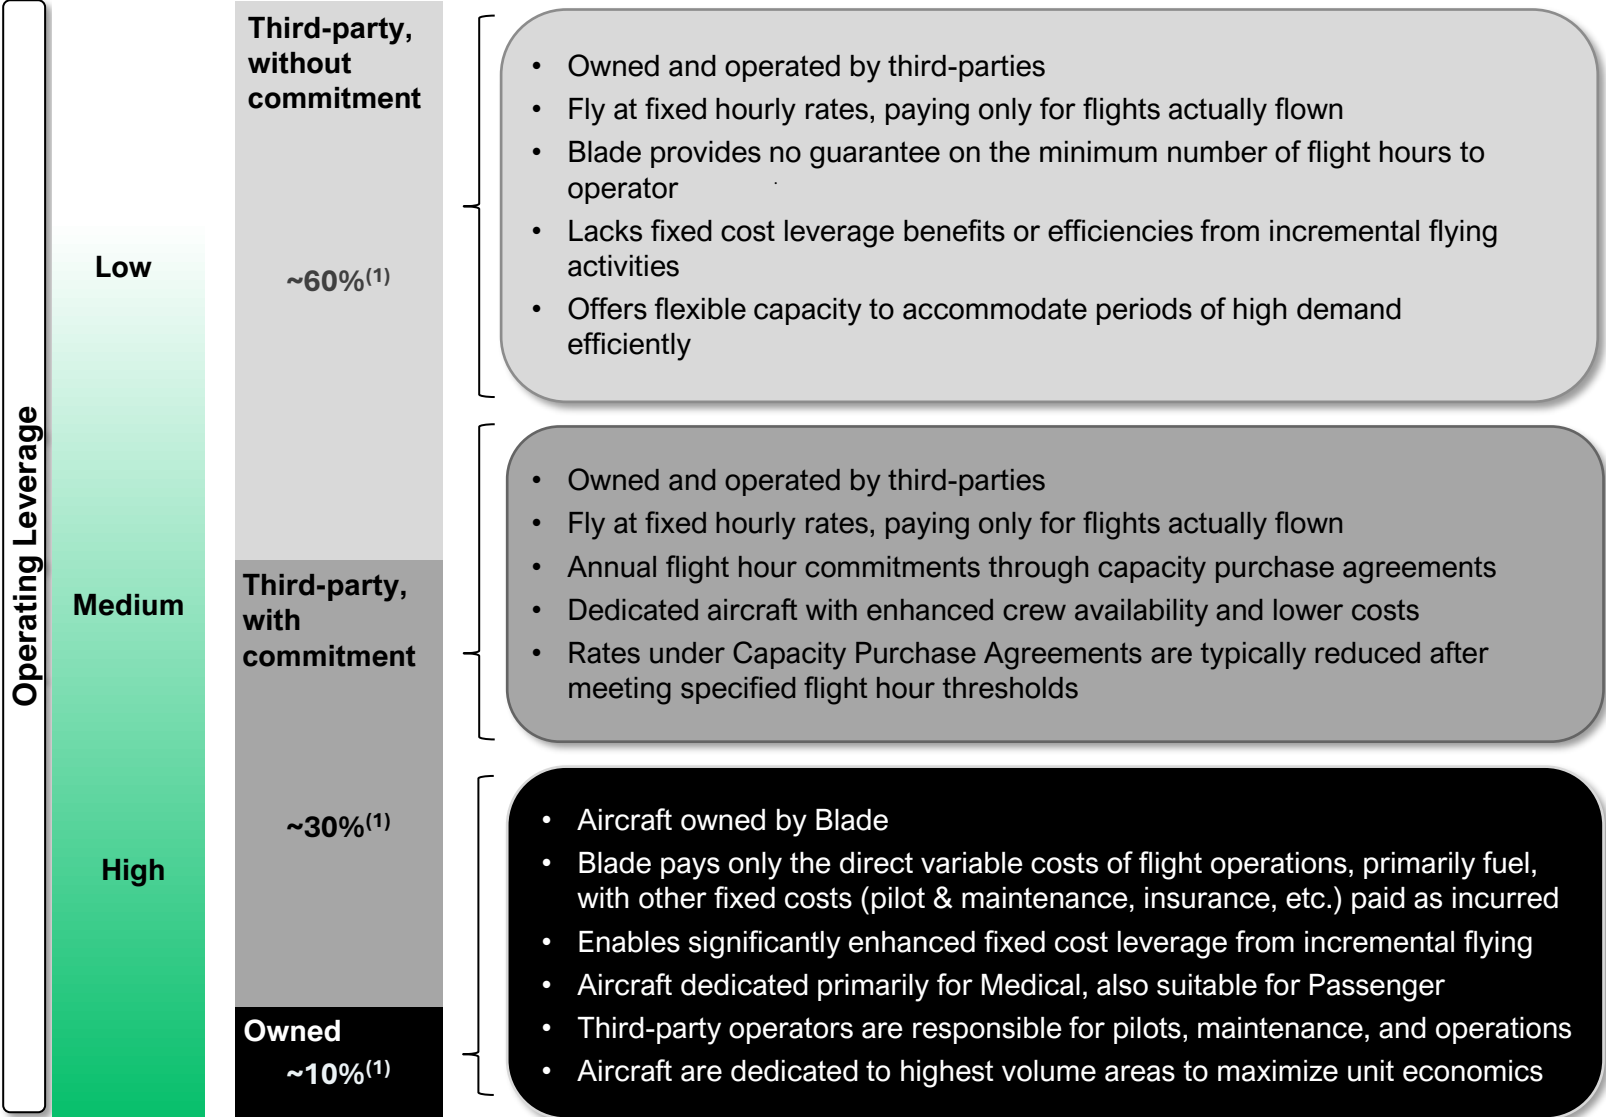 Operating Leverage
Low
Medium
High
Third-party,
without
commitment
~60%(1)
• Owned and operated by third-parties
• Fly at fixed hourly rates, paying only for flights actually flown
• Blade provides no guarantee on the minimum number of flight hours to
operator
• Lacks fixed cost leverage benefits or efficiencies from incremental flying
activities
• Offers flexible capacity to accommodate periods of high demand
efficiently
Third-party,
with
commitment
~30%(1)
• Owned and operated by third-parties
• Fly at fixed hourly rates, paying only for flights actually flown
• Annual flight hour commitments through capacity purchase agreements
• Dedicated aircraft with enhanced crew availability and lower costs
• Rates under Capacity Purchase Agreements are typically reduced after
meeting specified flight hour thresholds
Owned
~10%(1)
• Aircraft owned by Blade
• Blade pays only the direct variable costs of flight operations, primarily fuel,
with other fixed costs (pilot & maintenance, insurance, etc.) paid as incurred
• Enables significantly enhanced fixed cost leverage from incremental flying
• Aircraft dedicated primarily for Medical, also suitable for Passenger
• Third-party operators are responsible for pilots, maintenance, and operations
• Aircraft are dedicated to highest volume areas to maximize unit economics